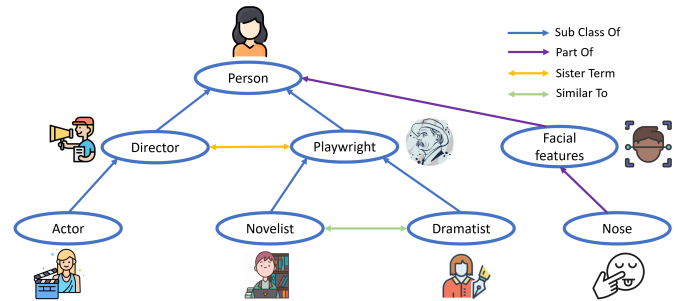 Sub Class Of
Part Of
Sister Term
Similar To
Person
Director
Playwright
Facial
features
Actor
Novelist
Dramatist
Nose